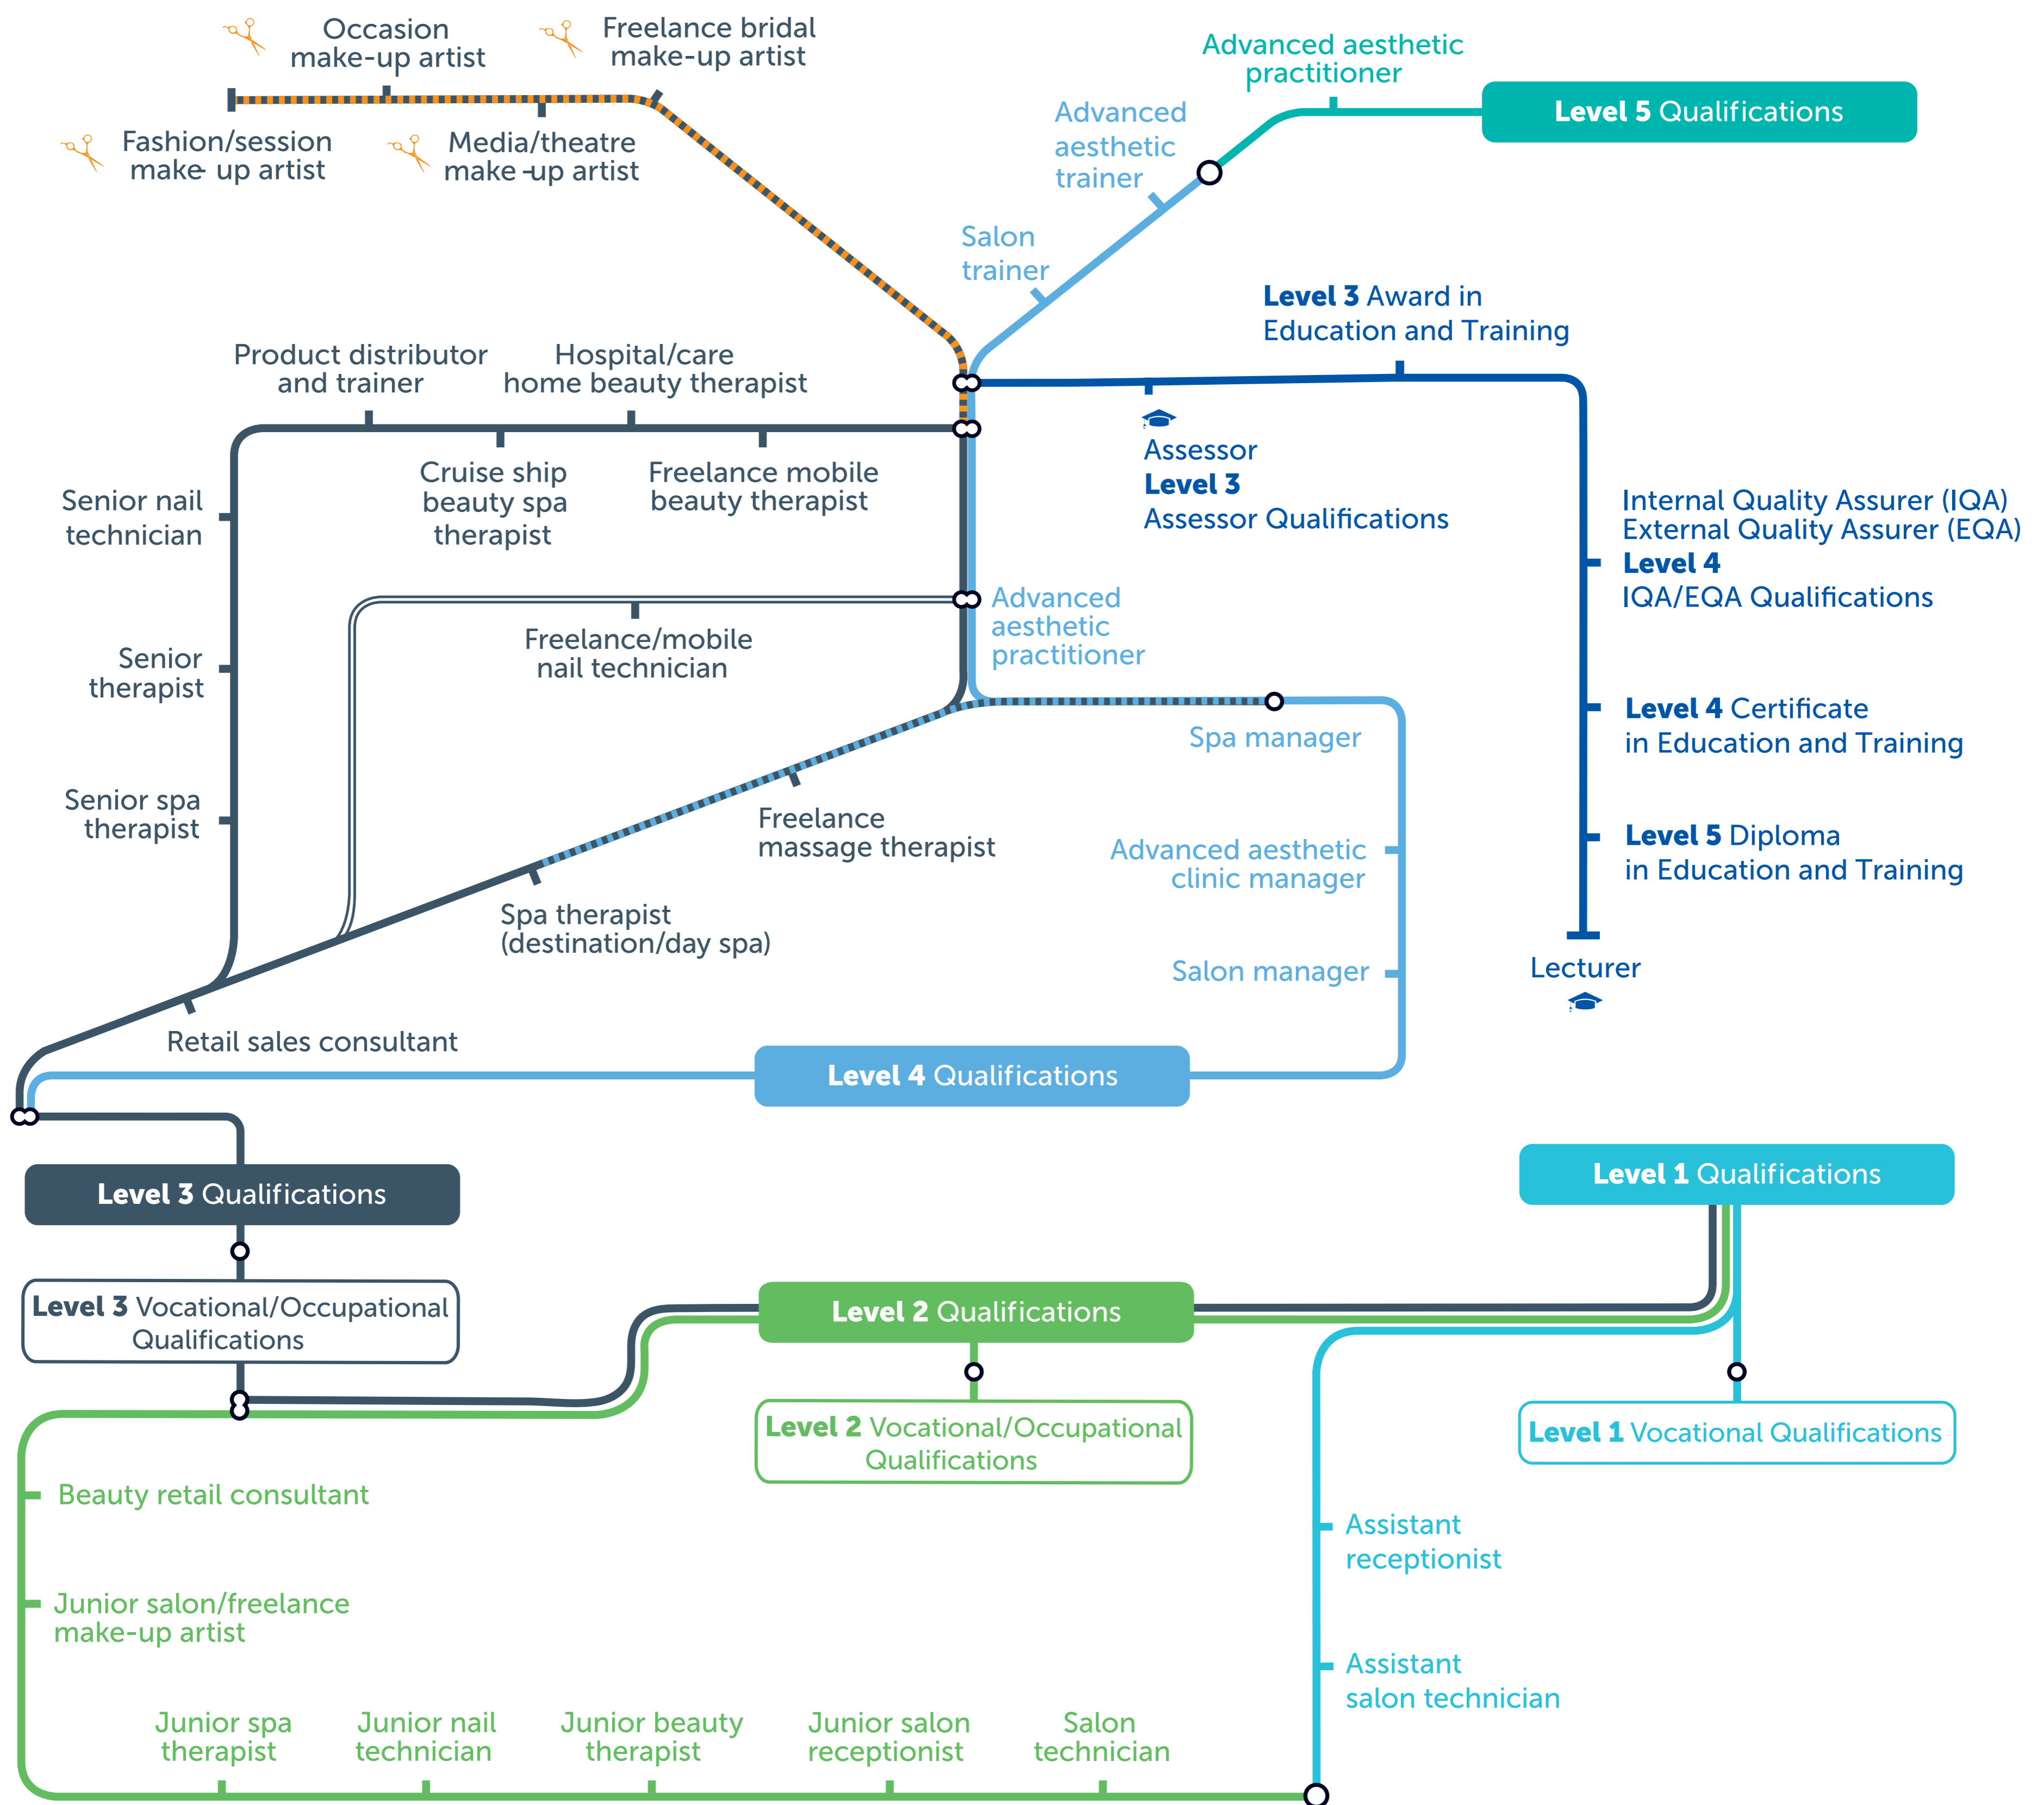 Occasion
make-up artist
Freelance bridal
make-up artist
Fashion/session
make- up artist
Media/theatre
make -up artist
Advanced aesthetic
practitioner
Level 5 Qualifications
Advanced
aesthetic
trainer
Salon
trainer
Level 3 Award in
Education and Training
Product distributor
and trainer
Hospital/care
home beauty therapist
Cruise ship
beauty spa
therapist
Freelance mobile
beauty therapist
Assessor
Level 3
Assessor Qualifications
Senior nail
technician
Internal Quality Assurer (IQA)
External Quality Assurer (EQA)
Level 4
IQA/EQA Qualifications
Freelance/mobile
nail technician
Advanced
aesthetic
practitioner
Senior
therapist
Spa manager
Level 4 Certificate
in Education and Training
Senior spa
therapist
Freelance
massage therapist
Advanced aesthetic
clinic manager
Level 5 Diploma
in Education and Training
Spa therapist
(destination/day spa)
Salon manager
Lecturer
Retail sales consultant
Level 4 Qualifications
Level 3 Qualifications
Level 1 Qualifications
Level 3 Vocational/Occupational
Qualifications
Level 2 Qualifications
Level 2 Vocational/Occupational
Qualifications
Level 1 Vocational Qualifications
Beauty retail consultant
Assistant
receptionist
Junior salon/freelance
make-up artist
Assistant
salon technician
Junior spa
therapist
Junior nail
technician
Junior beauty
therapist
Junior salon
receptionist
Salon
technician